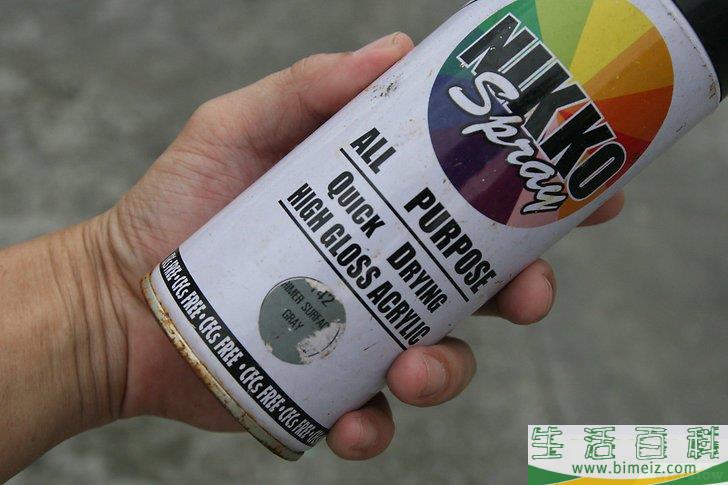 NIKKO
Spray
ALL PURPOSE
QUICK DRYING
HIGH GLOSS ACRYLIC
42
GRAY
CFCs FREE • CFCs FREE • CFCs FREE • CFCs FREE
生活百科
www.bimeiz.com